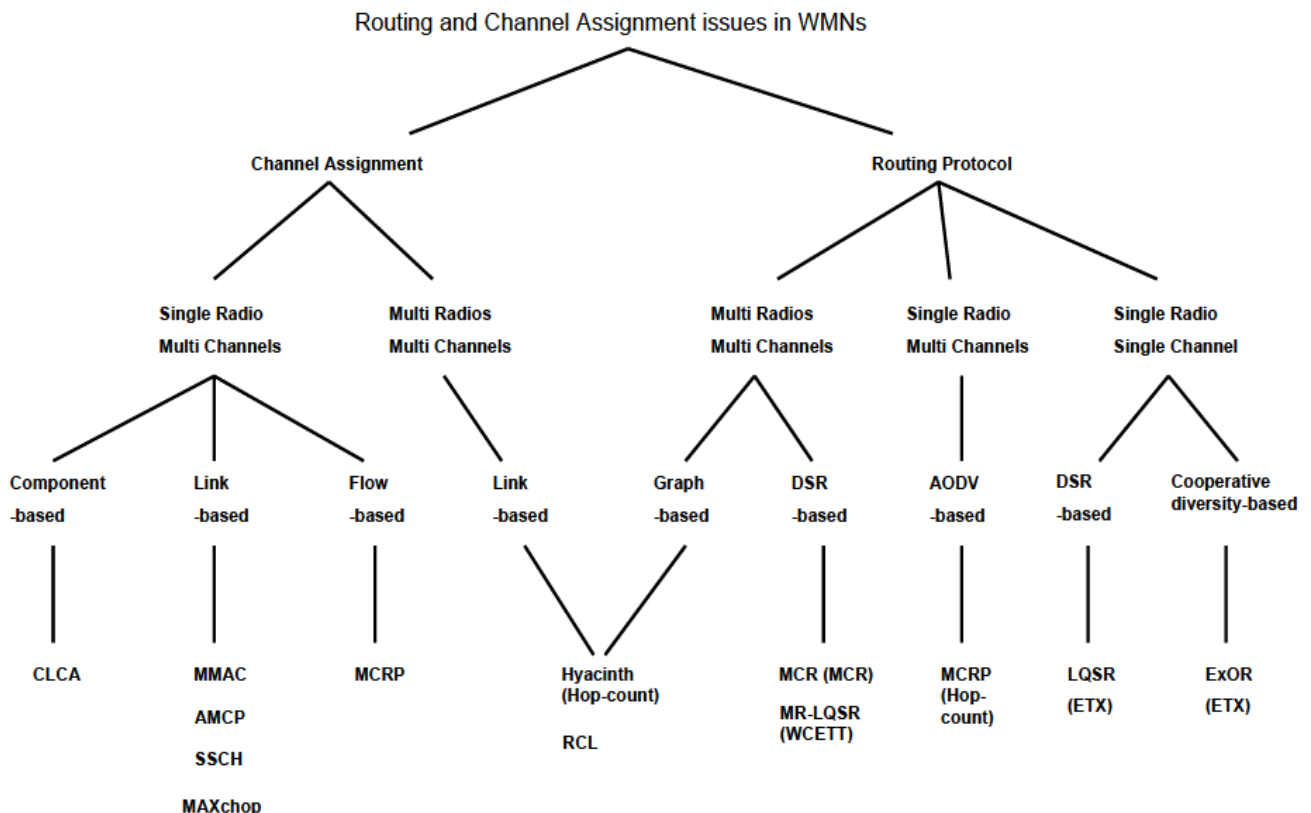 Routing and Channel Assignment issues in WMNs
Channel Assignment
Routing Protocol
Single Radio
Multi Channels
Multi Radios
Multi Channels
Multi Radios
Multi Channels
Single Radio
Multi Channels
Single Radio
Single Channel
Component
-based
Link
-based
Flow
-based
Link
-based
Graph
-based
DSR
-based
AODV
-based
DSR
-based
Cooperative
diversity-based
CLCA
MMAC
AMCP
SSCH
MAXchop
MCRP
Hyacinth
(Hop-count)
RCL
MCR (MCR)
MR-LQSR
(WCETT)
MCRP
(Hop-
count)
LQSR
(ETX)
ExOR
(ETX)